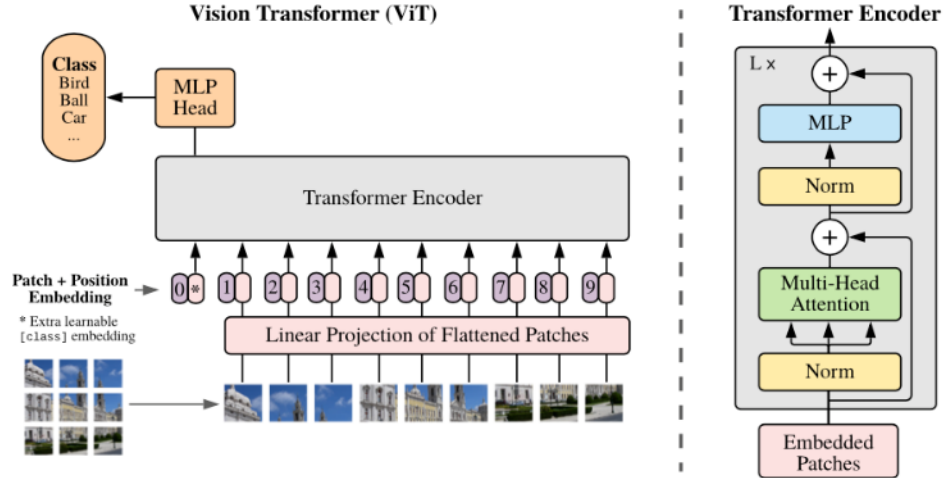 Vision Transformer (ViT)
Class
Bird
Ball
Car
...
MLP
Head
Transformer Encoder
Patch + Position
Embedding
* Extra learnable
[class] embedding
0 * 1 2 3 4 5 6 7 8 9
Linear Projection of Flattened Patches
Transformer Encoder
L x
+
MLP
Norm
+
Multi-Head
Attention
Norm
Embedded
Patches